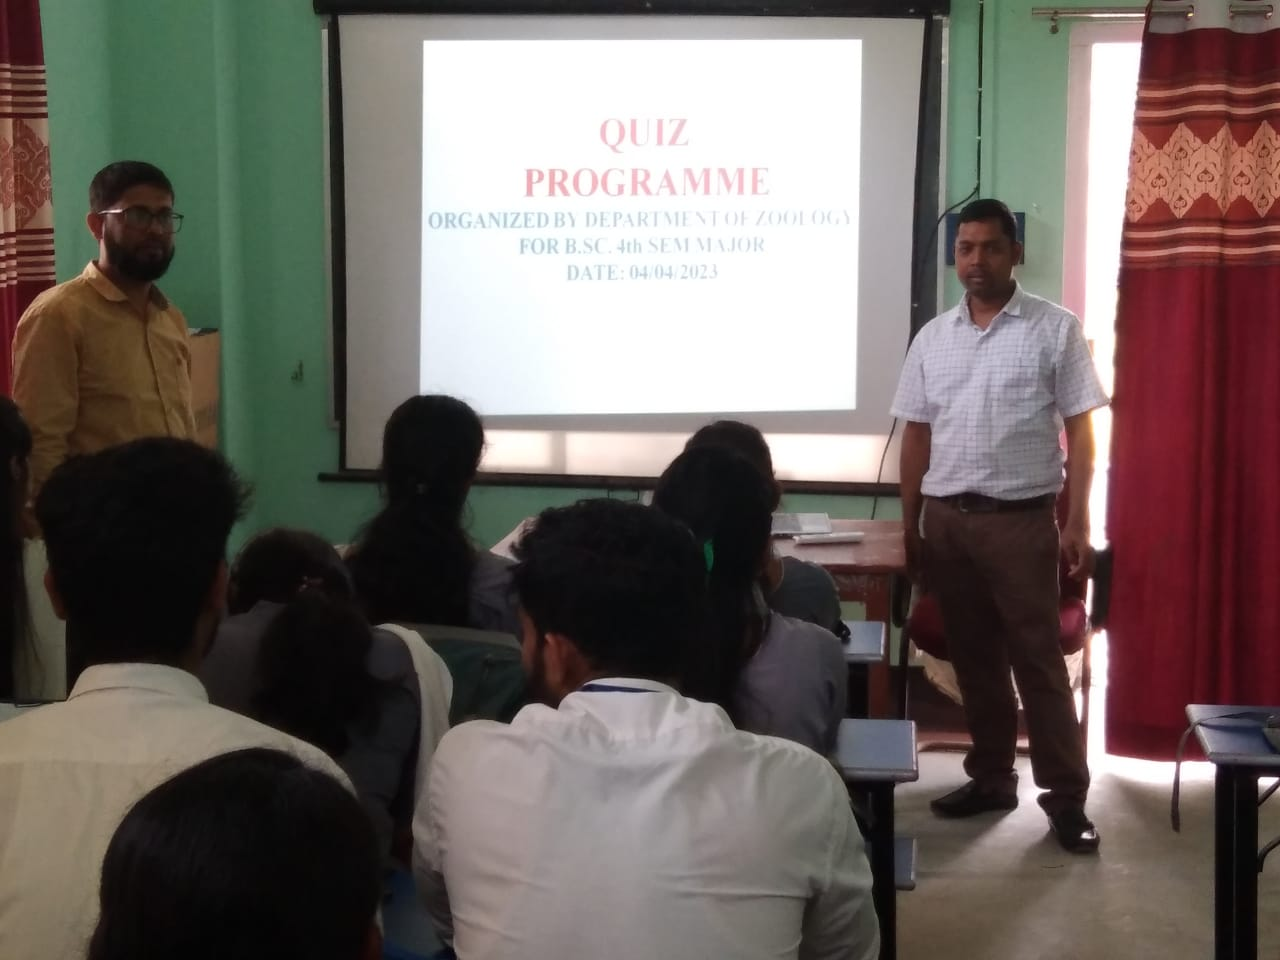 QUIZ
PROGRAMME
ORGANIZED BY DEPARTMENT OF ZOOLOGY
FOR B.SC. 4th SEM MAJOR
DATE: 04/04/2023